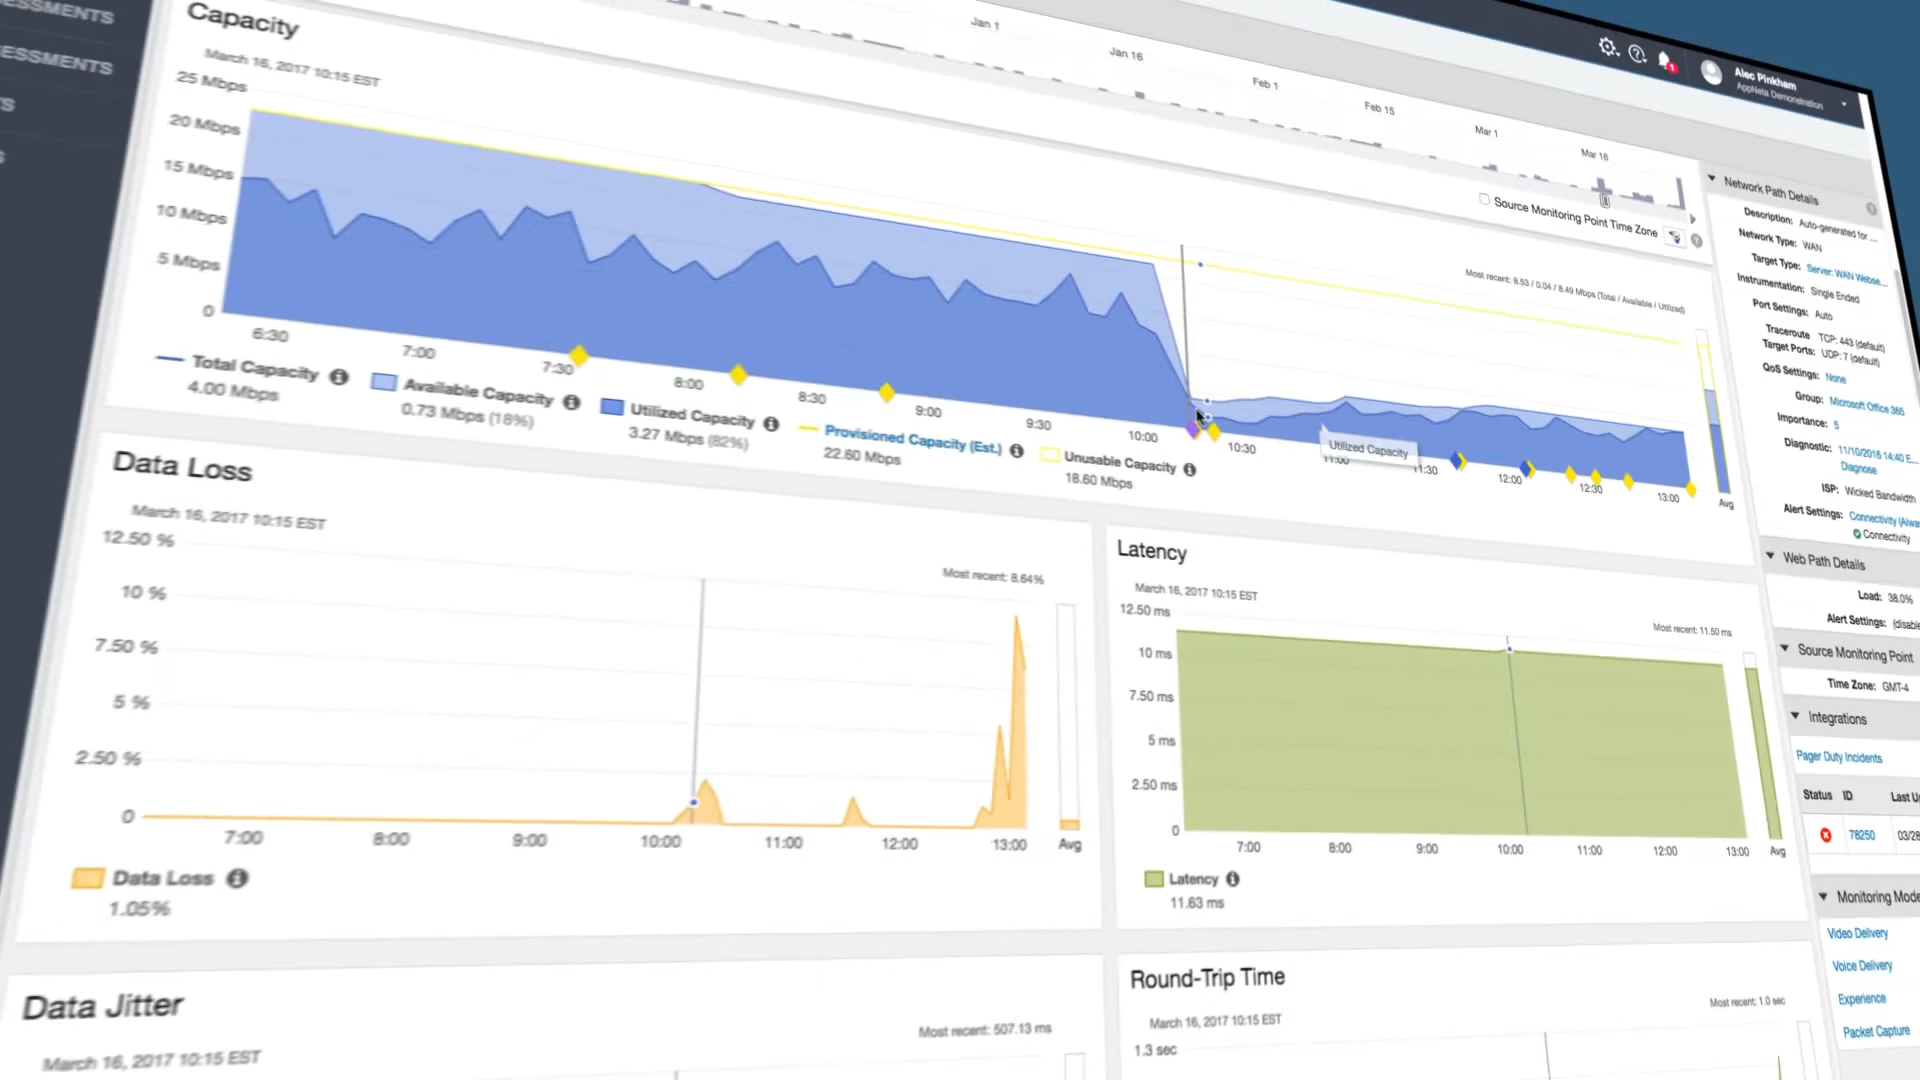 ESSMENTS
ESSMENTS
TS
S
Capacity
March 16, 2017 10:15 EST
25 Mbps
20 Mbps
15 Mbps
10 Mbps
5 Mbps
0
6:30
7:00
7:30
8:00
8:30
9:00
9:30
10:00
10:30
11:00
11:30
12:00
12:30
13:00
Avg
Jan 1
Jan 16
Feb 1
Feb 15
Mar 1
Mar 16
Source Monitoring Point Time Zone
Most recent: 8.53 / 0.04 / 8.49 Mbps (Total / Available / Utilized)
Utilized Capacity
Total Capacity
4.00 Mbps
Available Capacity
0.73 Mbps (18%)
Utilized Capacity
3.27 Mbps (82%)
Provisioned Capacity (Est.)
22.60 Mbps
Unusable Capacity
18.60 Mbps
Data Loss
March 16, 2017 10:15 EST
Most recent: 8.64%
12.50 %
10 %
7.50 %
5 %
2.50 %
0
7:00
8:00
9:00
10:00
11:00
12:00
13:00
Avg
Data Loss
1.05%
Latency
March 16, 2017 10:15 EST
Most recent: 11.50 ms
12.50 ms
10 ms
7.50 ms
5 ms
2.50 ms
0
7:00
8:00
9:00
10:00
11:00
12:00
13:00
Avg
Latency
11.63 ms
Data Jitter
March 16, 2017 10:15 EST
Most recent: 507.13 ms
Round-Trip Time
March 16, 2017 10:15 EST
Most recent: 1.0 sec
1.3 sec
1
Alec Pinkham
AppNeta Demonstration
Network Path Details
Description: Auto-generated for ...
Network Type: WAN
Target Type: Server: WAN Webse...
Instrumentation: Single Ended
Port Settings: Auto
Traceroute TCP: 443 (default)
Target Ports: UDP: 7 (default)
QoS Settings: None
Group: Microsoft Office 365
Importance: 5
Diagnostic: 11/10/2016 14:40 E...
Diagnose
ISP: Wicked Bandwidth
Alert Settings: Connectivity (Alwa
Connectivity
Web Path Details
Load: 38.0%
Alert Settings: (disable
Source Monitoring Point
Time Zone: GMT-4
Integrations
Pager Duty Incidents
Status ID Last U
78250 03/28
Monitoring Mode
Video Delivery
Voice Delivery
Experience
Packet Capture